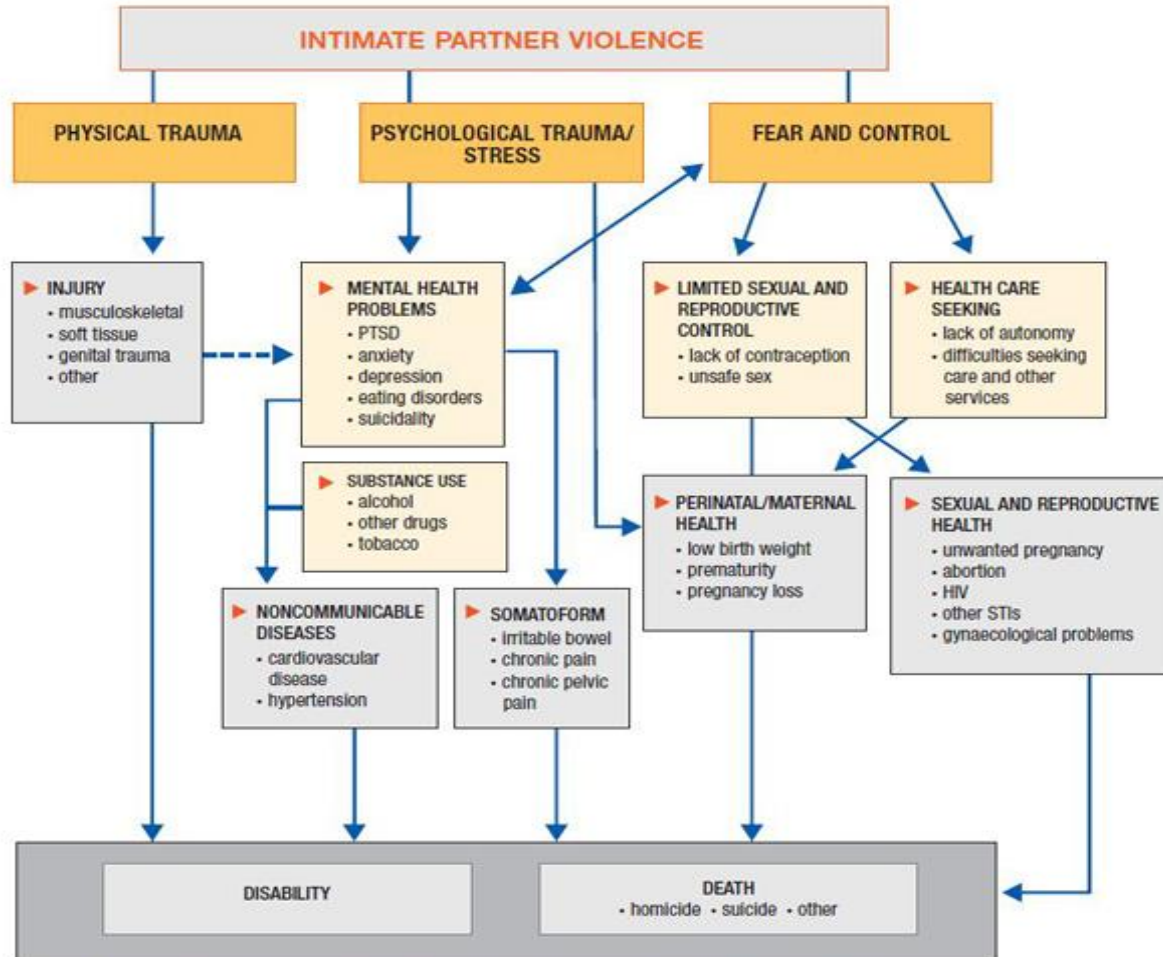 INTIMATE PARTNER VIOLENCE
PHYSICAL TRAUMA
PSYCHOLOGICAL TRAUMA/
STRESS
FEAR AND CONTROL
INJURY
• musculoskeletal
• soft tissue
• genital trauma
• other
MENTAL HEALTH
PROBLEMS
• PTSD
• anxiety
• depression
• eating disorders
• suicidality
LIMITED SEXUAL AND
REPRODUCTIVE
CONTROL
• lack of contraception
• unsafe sex
HEALTH CARE
SEEKING
• lack of autonomy
• difficulties seeking
care and other
services
SUBSTANCE USE
• alcohol
• other drugs
• tobacco
PERINATAL/MATERNAL
HEALTH
• low birth weight
• prematurity
• pregnancy loss
SEXUAL AND REPRODUCTIVE
HEALTH
• unwanted pregnancy
• abortion
• HIV
• other STIs
• gynaecological problems
NONCOMMUNICABLE
DISEASES
• cardiovascular
disease
• hypertension
SOMATOFORM
• irritable bowel
• chronic pain
• chronic pelvic
pain
DISABILITY
DEATH
• homicide • suicide • other